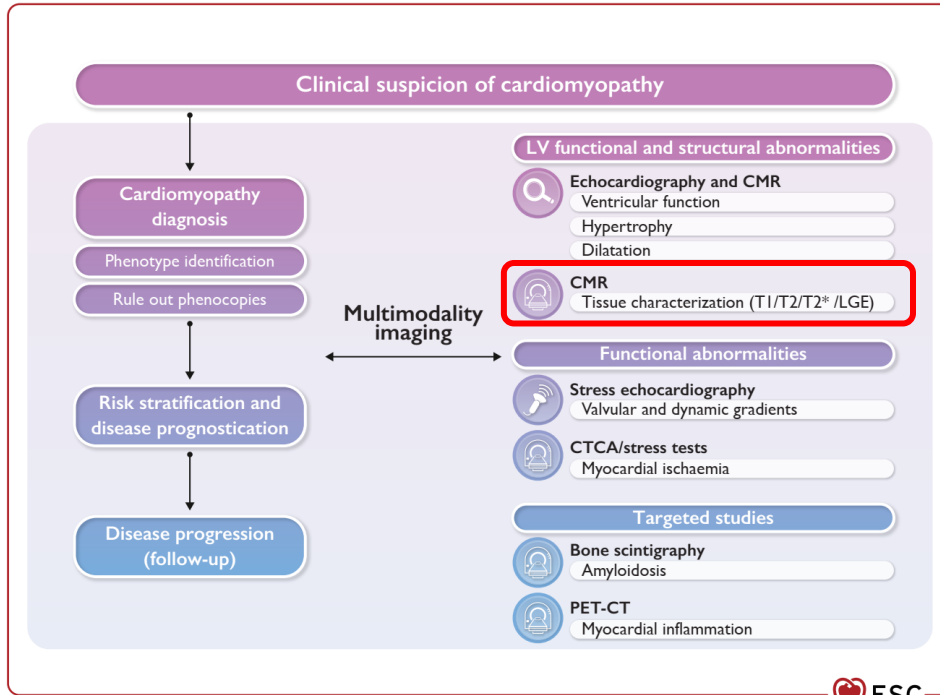 Clinical suspicion of cardiomyopathy
Cardiomyopathy
diagnosis
Phenotype identification
Rule out phenocopies
Risk stratification and
disease prognostication
Disease progression
(follow-up)
Multimodality
imaging
LV functional and structural abnormalities
Echocardiography and CMR
Ventricular function
Hypertrophy
Dilatation
CMR
Tissue characterization (T1/T2/T2* /LGE)
Functional abnormalities
Stress echocardiography
Valvular and dynamic gradients
CTCA/stress tests
Myocardial ischaemia
Targeted studies
Bone scintigraphy
Amyloidosis
PET-CT
Myocardial inflammation
ESC